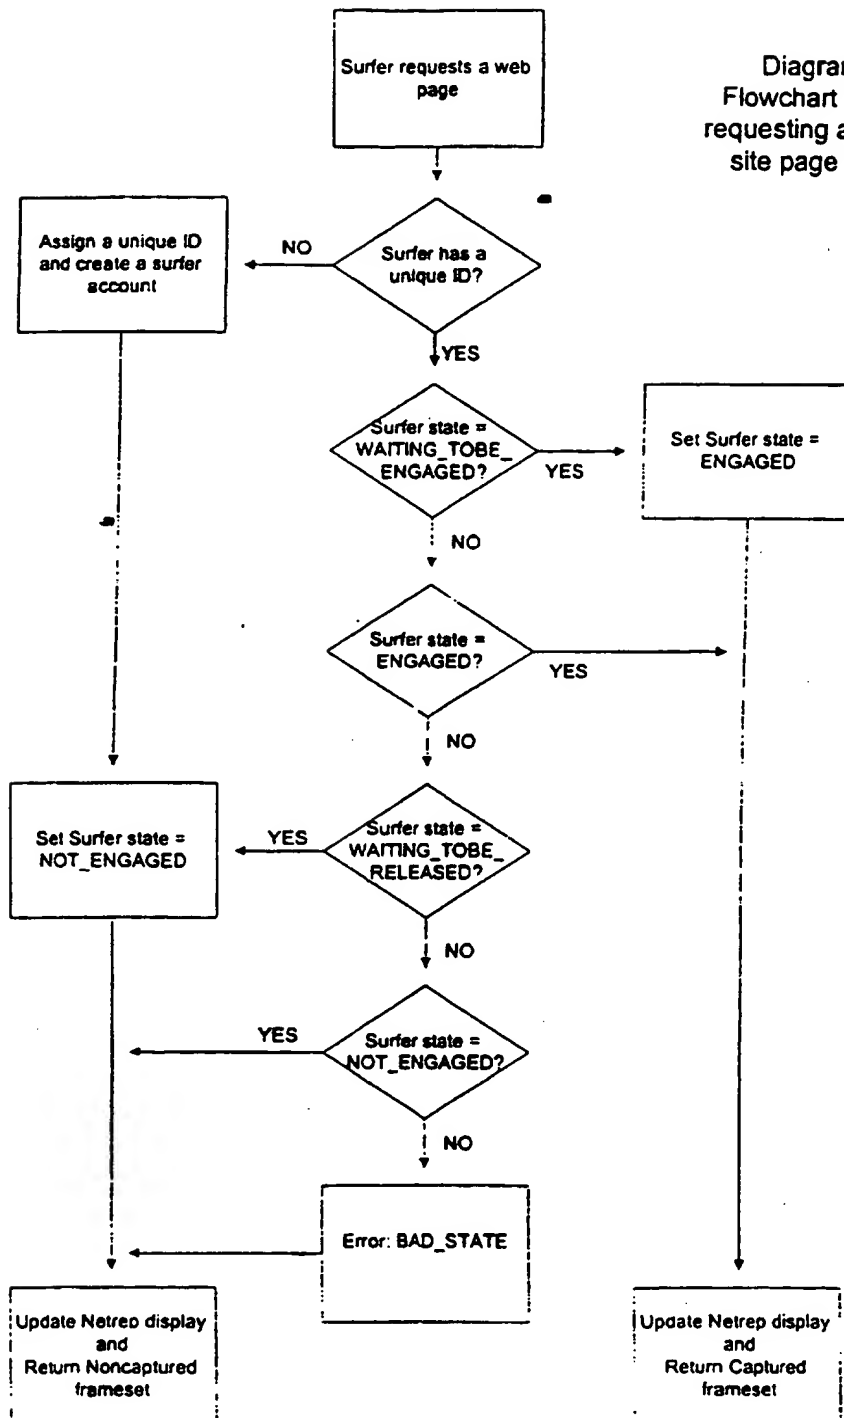 Surfer requests a web
page
Diagram
Flowchart
requesting a
site page
Assign a unique ID
and create a surfer
account
NO
Surfer has a
unique ID?
YES
Surfer state =
WAITING_TOBE_
ENGAGED?
YES
Set Surfer state =
ENGAGED
NO
Surfer state =
ENGAGED?
YES
NO
Set Surfer state =
NOT_ENGAGED
YES
Surfer state =
WAITING_TOBE_
RELEASED?
NO
YES
Surfer state =
NOT_ENGAGED?
NO
Error: BAD_STATE
Update Netrep display
and
Return Noncaptured
frameset
Update Netrep display
and
Return Captured
frameset